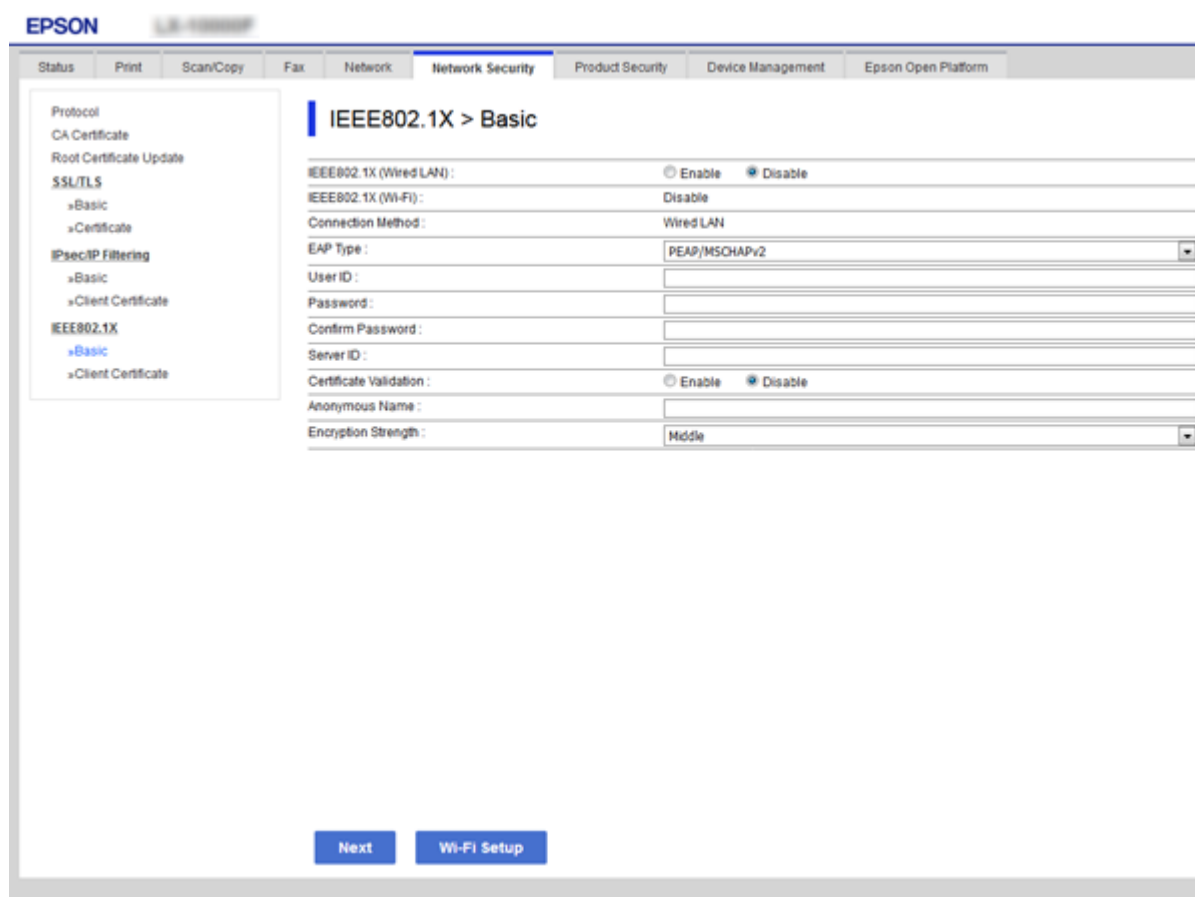 EPSON
Status Print Scan/Copy Fax Network Network Security Product Security Device Management Epson Open Platform
Protocol
CA Certificate
Root Certificate Update
SSL/TLS
»Basic
»Certificate
IPsec/IP Filtering
»Basic
»Client Certificate
IEEE802.1X
»Basic
»Client Certificate
IEEE802.1X > Basic
IEEE802.1X (Wired LAN) : Enable Disable
IEEE802.1X (Wi-Fi) : Disable
Connection Method : Wired LAN
EAP Type : PEAP/MSCHAPv2
User ID :
Password :
Confirm Password :
Server ID :
Certificate Validation : Enable Disable
Anonymous Name :
Encryption Strength : Middle
Next Wi-Fi Setup